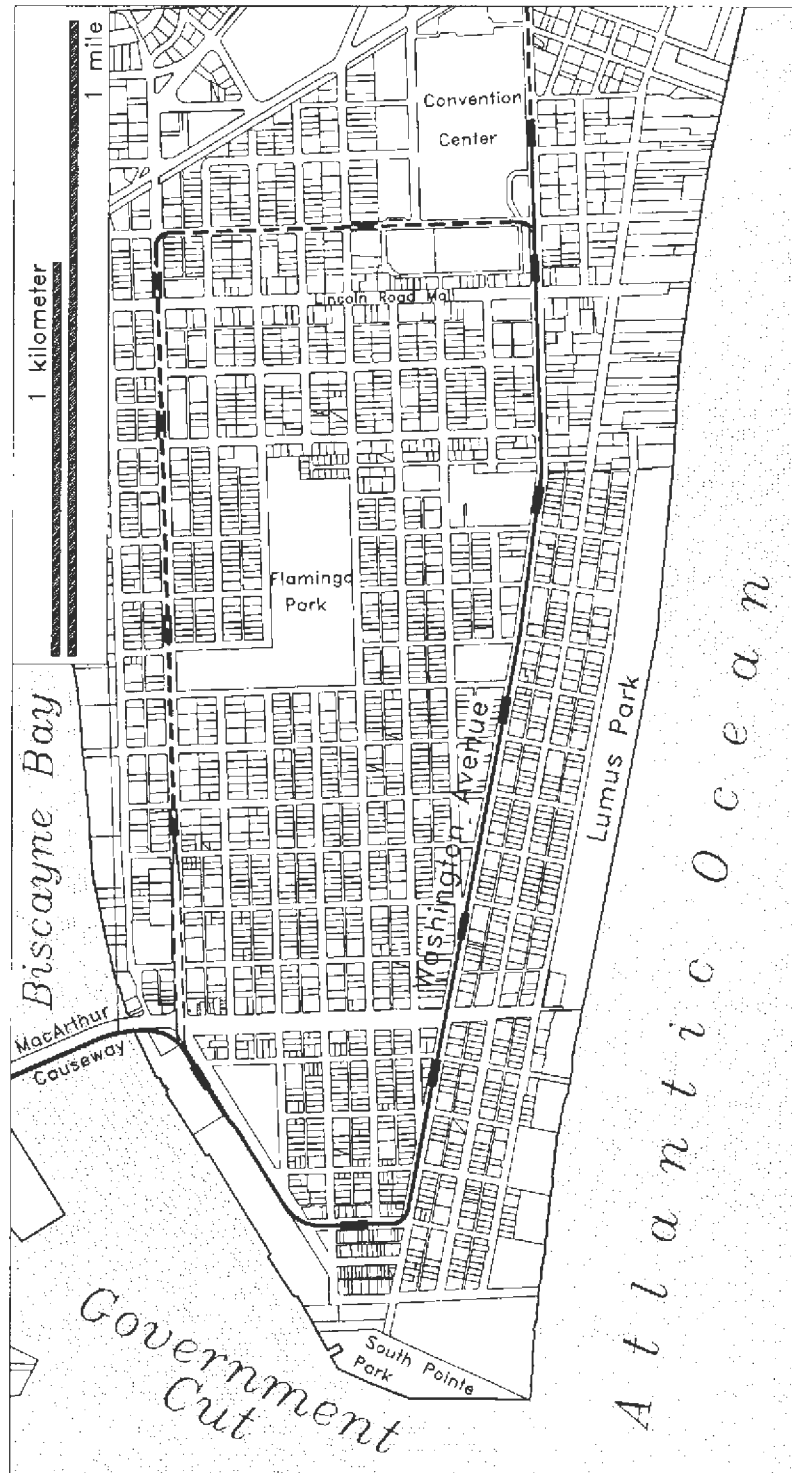 1 mile
1 kilometer
Convention
Center
Lincoln Road Mall
Flamingo
Park
Biscayne Bay
Washington Avenue
Lumus Park
Atlantic Ocean
MacArthur
Causeway
Government
Cut
South Pointe
Park